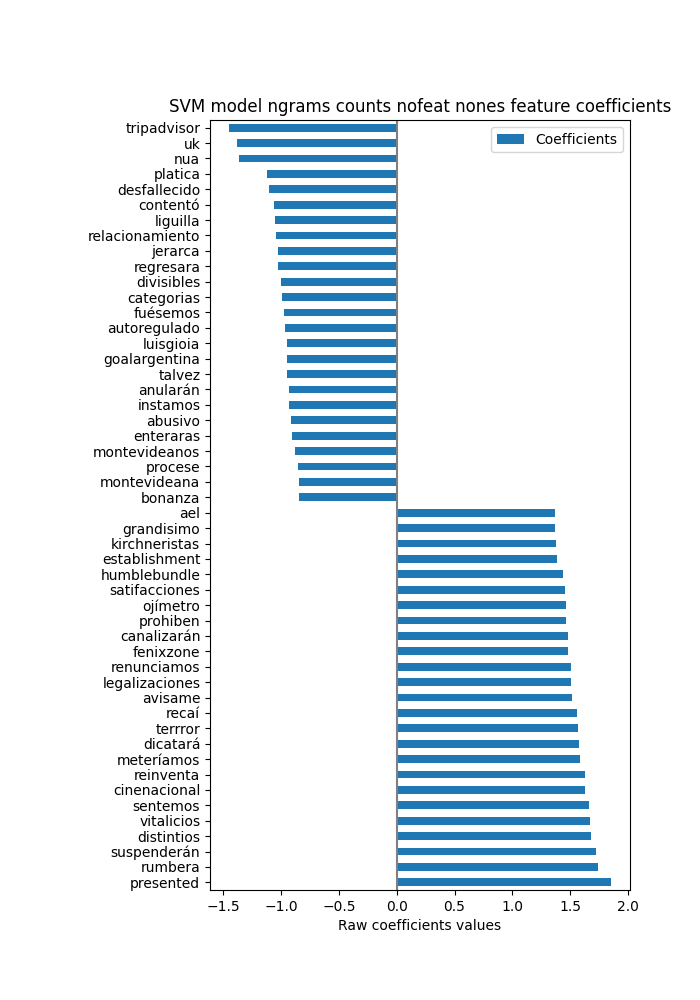 SVM model ngrams counts nofeat nones feature coefficients
Coefficients
tripadvisor
uk
nua
platica
desfallecido
contentó
liguilla
relacionamiento
jerarca
regresara
divisibles
categorias
fuésemos
autoregulado
luisgioia
goalargentina
talvez
anularán
instamos
abusivo
enteraras
montevideanos
procese
montevideana
bonanza
ael
grandisimo
kirchneristas
establishment
humblebundle
satifacciones
ojímetro
prohiben
canalizarán
fenixzone
renunciamos
legalizaciones
avisame
recaí
terrror
dicatará
meteríamos
reinventa
cinenacional
sentemos
vitalicios
distintios
suspenderán
rumbera
presented
−1.5 −1.0 −0.5 0.0 0.5 1.0 1.5 2.0
Raw coefficients values